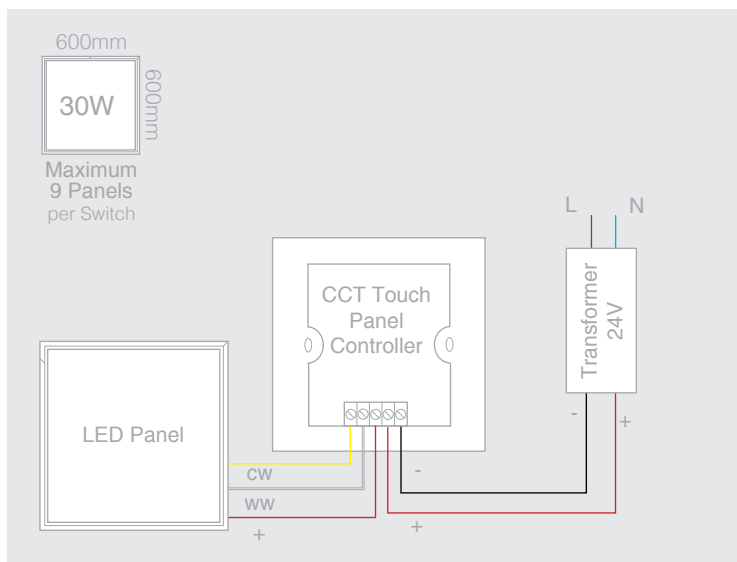 600mm
30W
600mm
Maximum
9 Panels
per Switch
L N
CCT Touch
Panel
Controller
Transformer
24V
LED Panel
- +
cw
-
ww
+
+